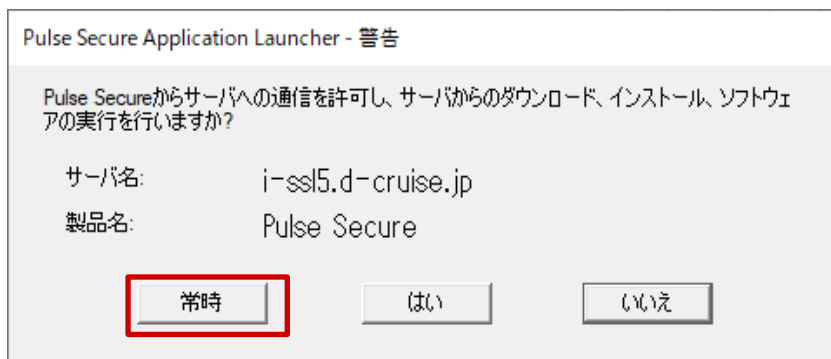 Pulse Secure Application Launcher - 警告
Pulse Secureからサーバへの通信を許可し、サーバからのダウンロード、インストール、ソフトウェ
アの実行を行いますか?
サーバ名: i-ssl5.d-cruise.jp
製品名: Pulse Secure
常時 はい いいえ